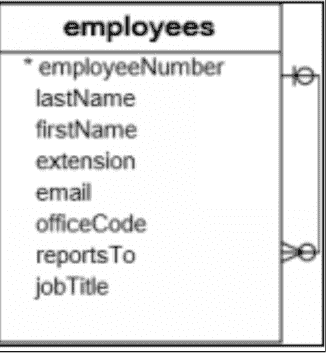 employees
* employeeNumber
lastName
firstName
extension
email
officeCode
reportsTo
jobTitle